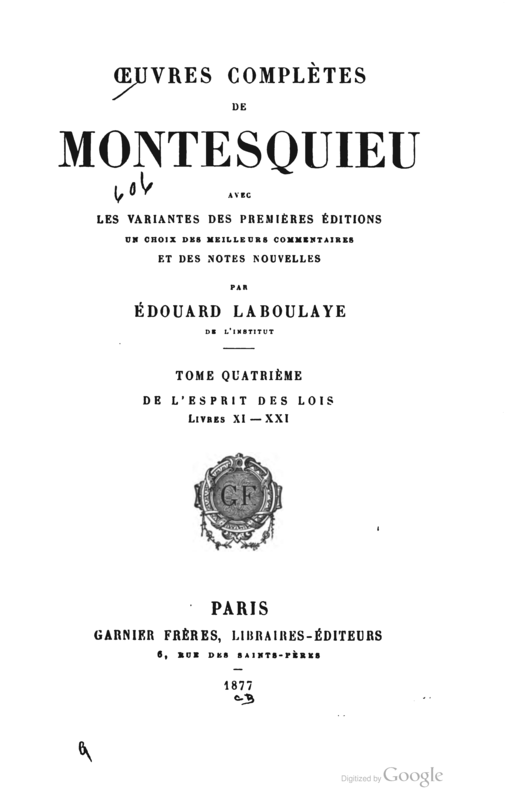 ŒUVRES COMPLÈTES
DE
MONTESQUIEU
AVEC
LES VARIANTES DES PREMIÈRES ÉDITIONS
UN CHOIX DES MEILLEURS COMMENTAIRES
ET DES NOTES NOUVELLES
PAR
ÉDOUARD LABOULAYE
DE L'INSTITUT
TOME QUATRIÈME
DE L'ESPRIT DES LOIS
LIVRES XI — XXI
GF
PARIS
GARNIER FRÈRES, LIBRAIRES-ÉDITEURS
6, RUE DES SAINTS-PÈRES
1877
Digitized by Google